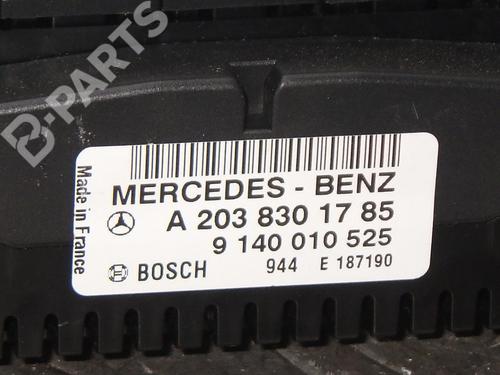 B-PARTS
MERCEDES - BENZ
A 203 830 17 85
9 140 010 525
BOSCH 944 E 187190
Made in France